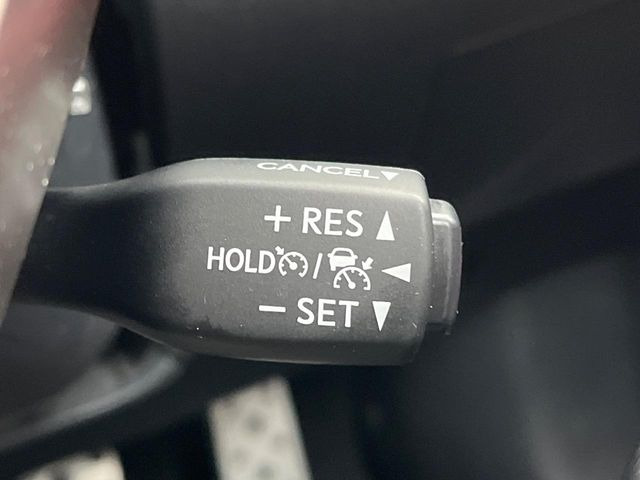 CANCEL▼
+ RES ▲
HOLD / ◀
− SET ▼